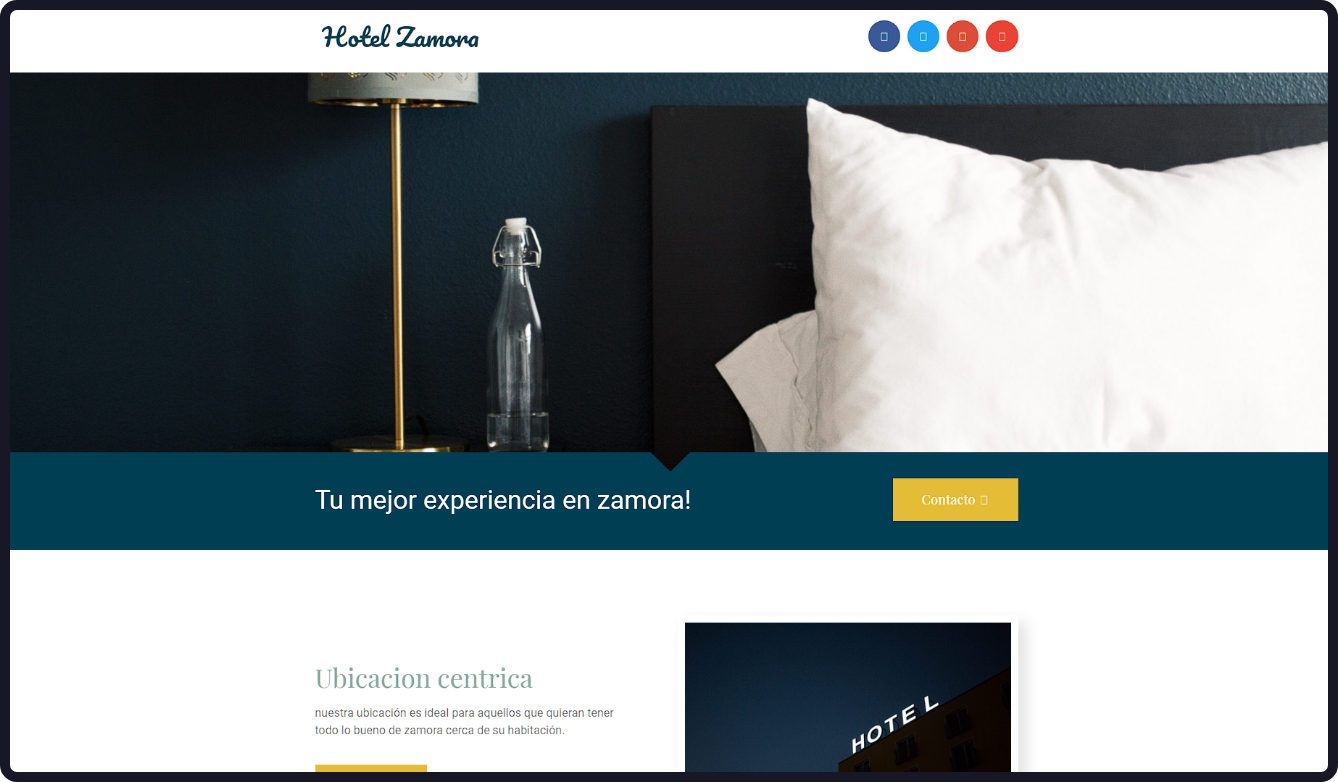 Hotel Zamora
Tu mejor experiencia en zamora!
Contacto
Ubicacion centrica
nuestra ubicación es ideal para aquellos que quieran tener
todo lo bueno de zamora cerca de su habitación.
HOTEL